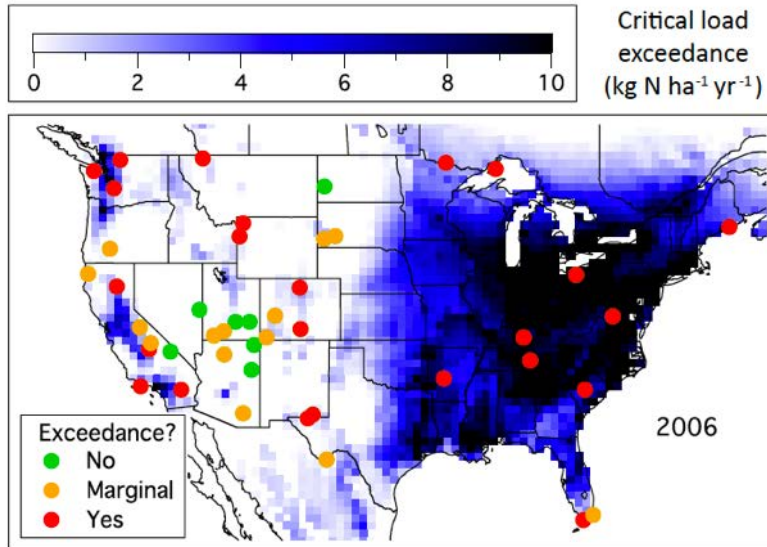 Critical load
exceedance
(kg N ha⁻¹ yr⁻¹)
0 2 4 6 8 10
2006
Exceedance?
No
Marginal
Yes